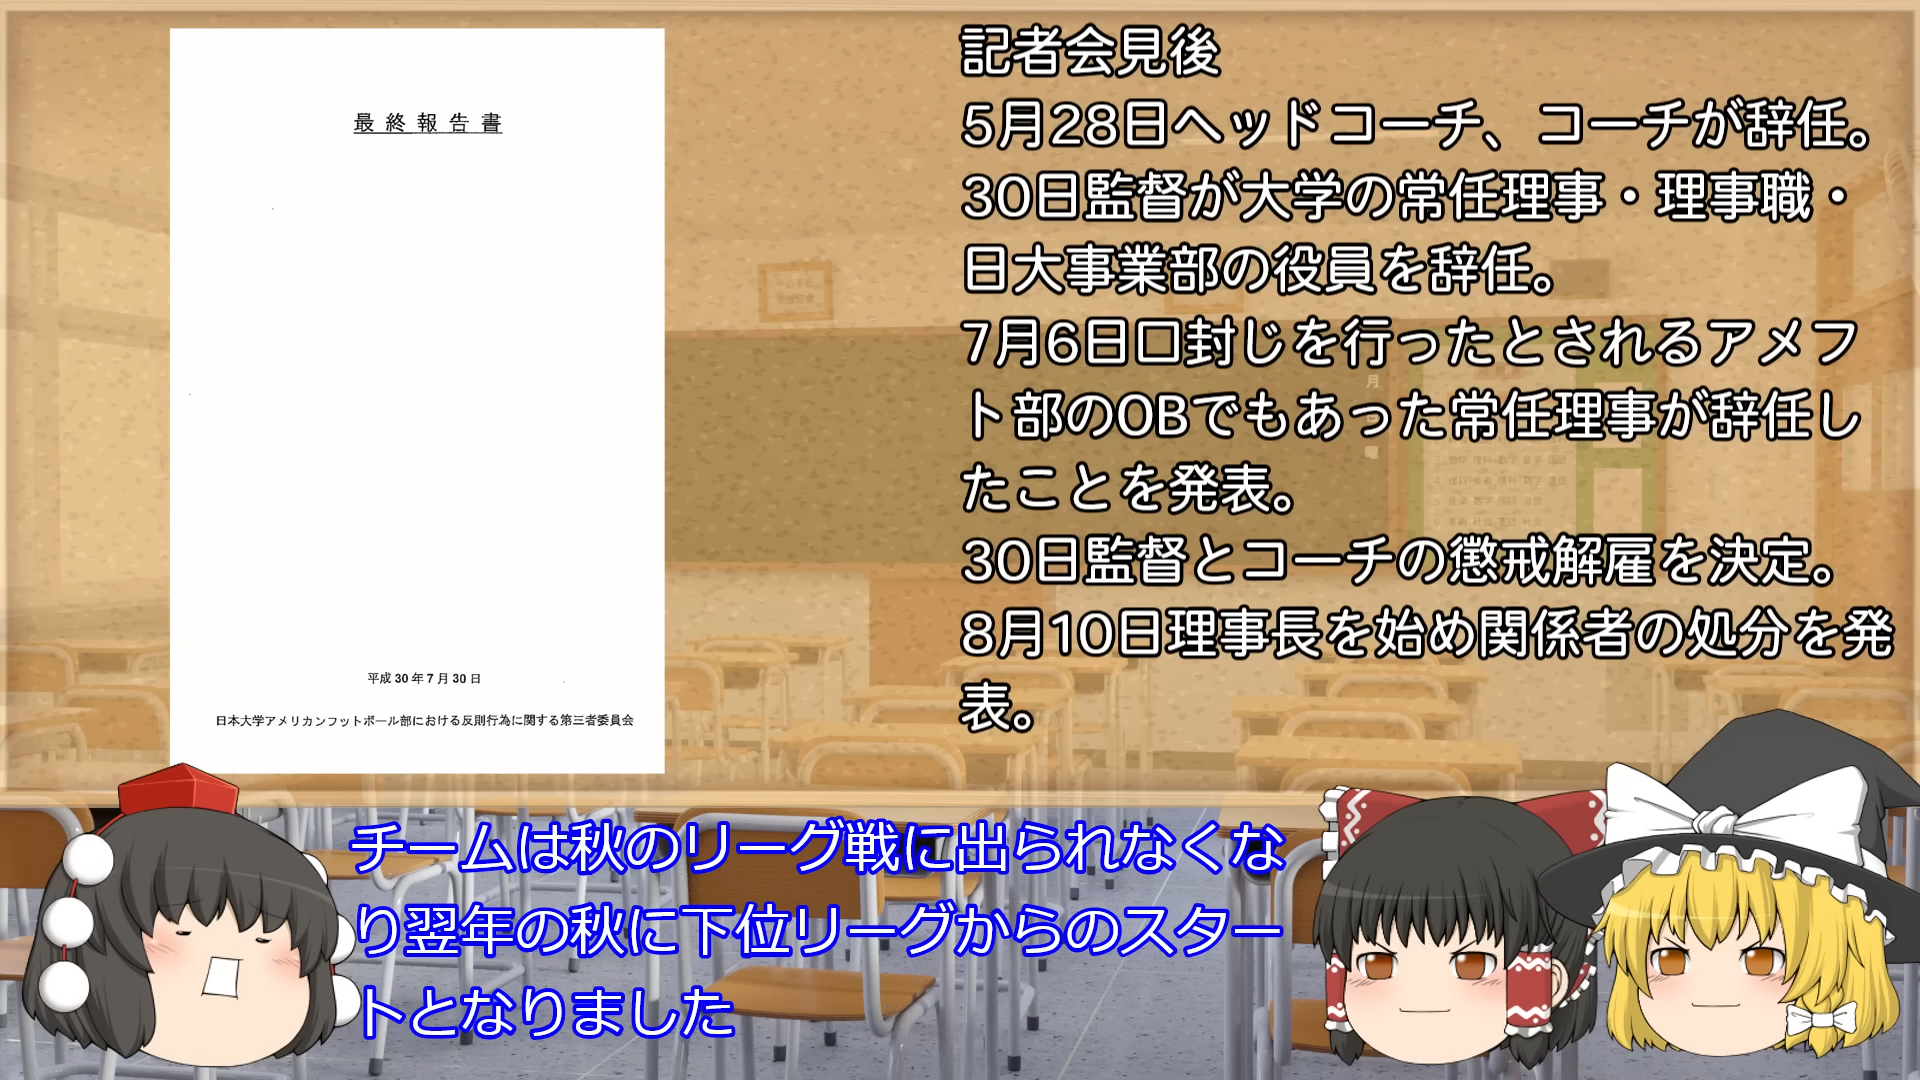 最終報告書
平成30年7月30日
日本大学アメリカンフットボール部における反則行為に関する第三者委員会
記者会見後
5月28日ヘッドコーチ、コーチが辞任。
30日監督が大学の常任理事・理事職・
日大事業部の役員を辞任。
7月6日口封じを行ったとされるアメフ
ト部のOBでもあった常任理事が辞任し
たことを発表。
30日監督とコーチの懲戒解雇を決定。
8月10日理事長を始め関係者の処分を発
表。
チームは秋のリーグ戦に出られなくな
り翌年の秋に下位リーグからのスター
トとなりました